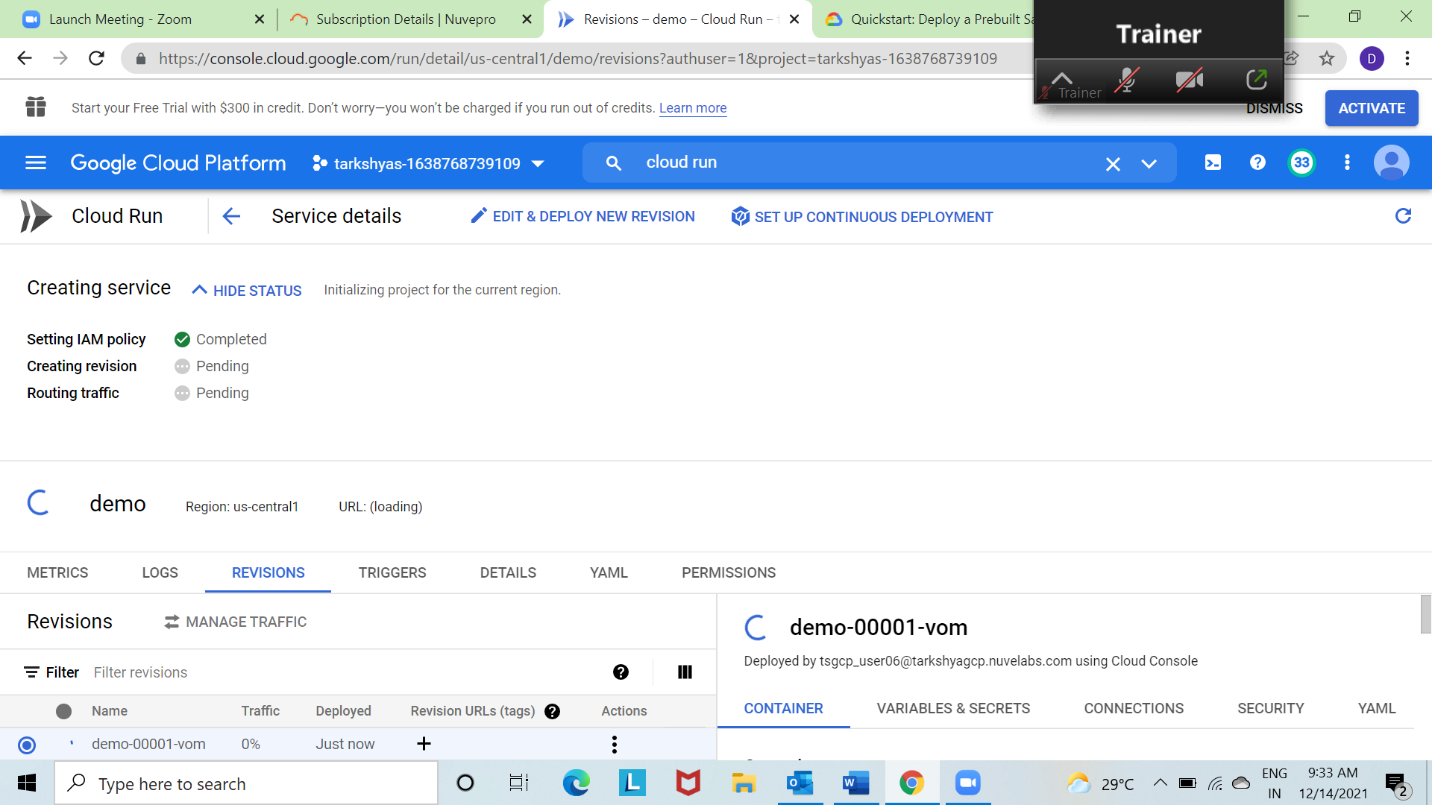 Launch Meeting - Zoom
Subscription Details | Nuvepro
Revisions – demo – Cloud Run –
Quickstart: Deploy a Prebuilt Sa
Trainer
Trainer
https://console.cloud.google.com/run/detail/us-central1/demo/revisions?authuser=1&project=tarkshyas-1638768739109
D
Start your Free Trial with $300 in credit. Don't worry—you won't be charged if you run out of credits. Learn more
DISMISS
ACTIVATE
Google Cloud Platform
tarkshyas-1638768739109
cloud run
33
Cloud Run
Service details
EDIT & DEPLOY NEW REVISION
SET UP CONTINUOUS DEPLOYMENT
Creating service
HIDE STATUS
Initializing project for the current region.
Setting IAM policy Completed
Creating revision Pending
Routing traffic Pending
demo
Region: us-central1
URL: (loading)
METRICS
LOGS
REVISIONS
TRIGGERS
DETAILS
YAML
PERMISSIONS
Revisions
MANAGE TRAFFIC
Filter Filter revisions
Name Traffic Deployed Revision URLs (tags) Actions
demo-00001-vom 0% Just now
demo-00001-vom
Deployed by tsgcp_user06@tarkshyagcp.nuvelabs.com using Cloud Console
CONTAINER
VARIABLES & SECRETS
CONNECTIONS
SECURITY
YAML
Type here to search
29°C
ENG
IN
9:33 AM
12/14/2021
2